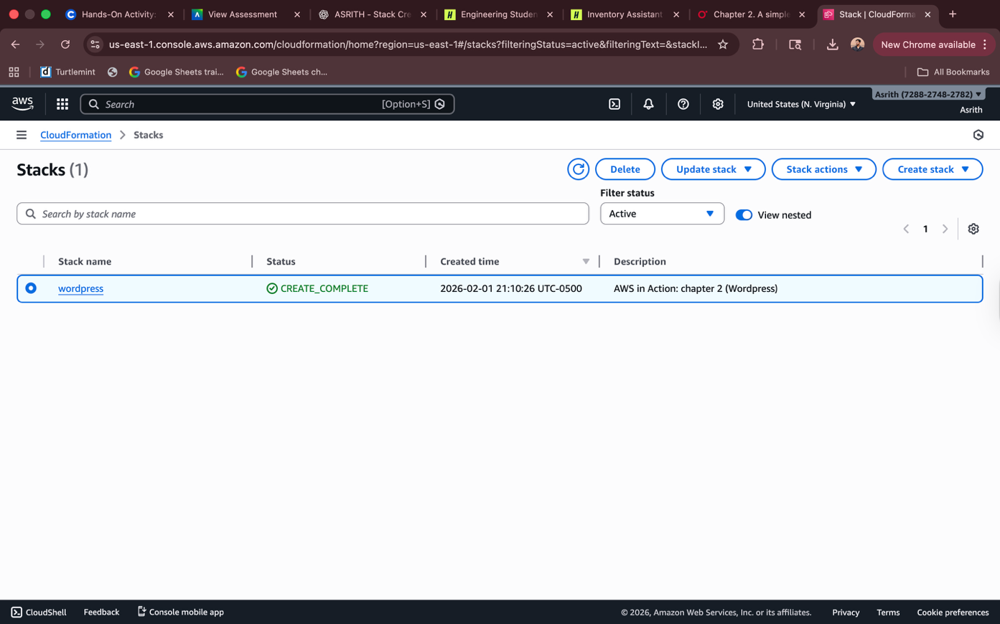 Hands-On Activity:
View Assessment
ASRITH - Stack Cre
Engineering Studen
Inventory Assistant
Chapter 2. A simple
Stack | CloudForma
us-east-1.console.aws.amazon.com/cloudformation/home?region=us-east-1#/stacks?filteringStatus=active&filteringText=&stackI...
New Chrome available
Turtlemint
Google Sheets trai...
Google Sheets ch...
All Bookmarks
aws
Search
[Option+S]
United States (N. Virginia)
Asrith (7288-2748-2782)
Asrith
CloudFormation
Stacks
Stacks (1)
Delete
Update stack
Stack actions
Create stack
Search by stack name
Filter status
Active
View nested
1
Stack name
Status
Created time
Description
wordpress
CREATE_COMPLETE
2026-02-01 21:10:26 UTC-0500
AWS in Action: chapter 2 (Wordpress)
CloudShell
Feedback
Console mobile app
© 2026, Amazon Web Services, Inc. or its affiliates.
Privacy
Terms
Cookie preferences